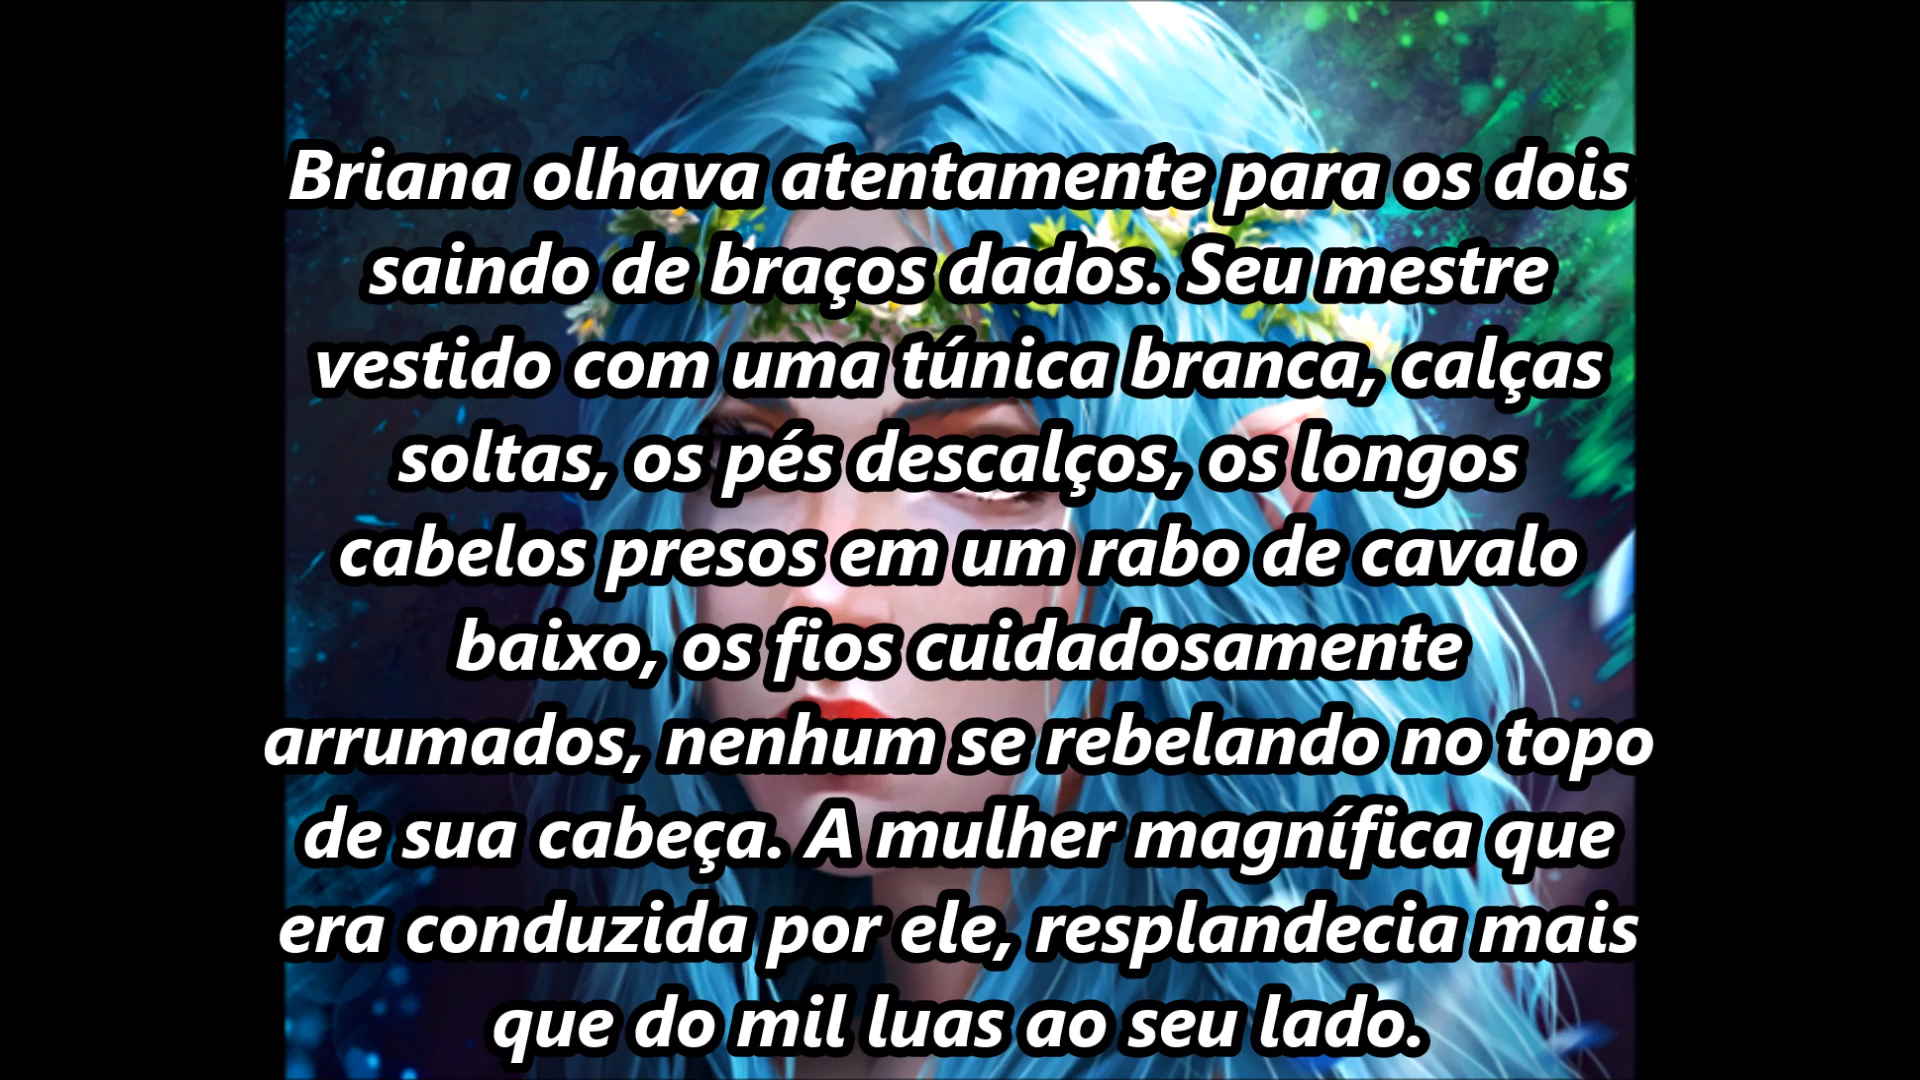 Briana olhava atentamente para os dois
saindo de braços dados. Seu mestre
vestido com uma túnica branca, calças
soltas, os pés descalços, os longos
cabelos presos em um rabo de cavalo
baixo, os fios cuidadosamente
arrumados, nenhum se rebelando no topo
de sua cabeça. A mulher magnífica que
era conduzida por ele, resplandecia mais
que do mil luas ao seu lado.